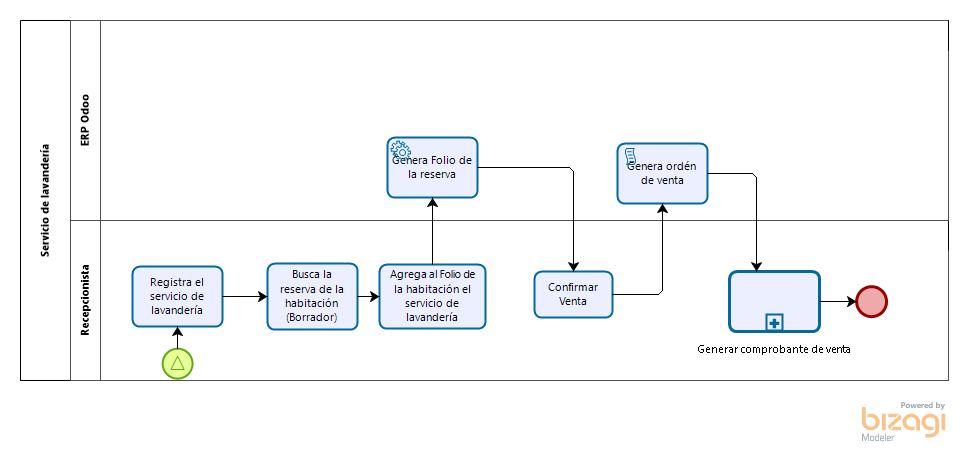 Servicio de lavandería
ERP Odoo
Genera Folio de
la reserva
Genera ordén
de venta
Recepcionista
Registra el
servicio de
lavandería
Busca la
reserva de la
habitación
(Borrador)
Agrega al Folio de
la habitación el
servicio de
lavandería
Confirmar
Venta
Generar comprobante de venta
Powered by
bizagi
Modeler